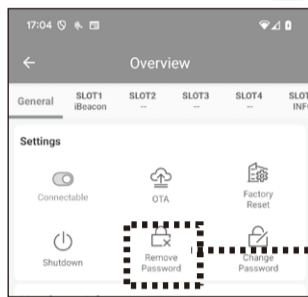 17:04
Overview
General SLOT1 SLOT2 SLOT3 SLOT4 SLOT
iBeacon -- -- -- INF
Settings
Connectable OTA Factory Reset
Shutdown Remove Password Change Password